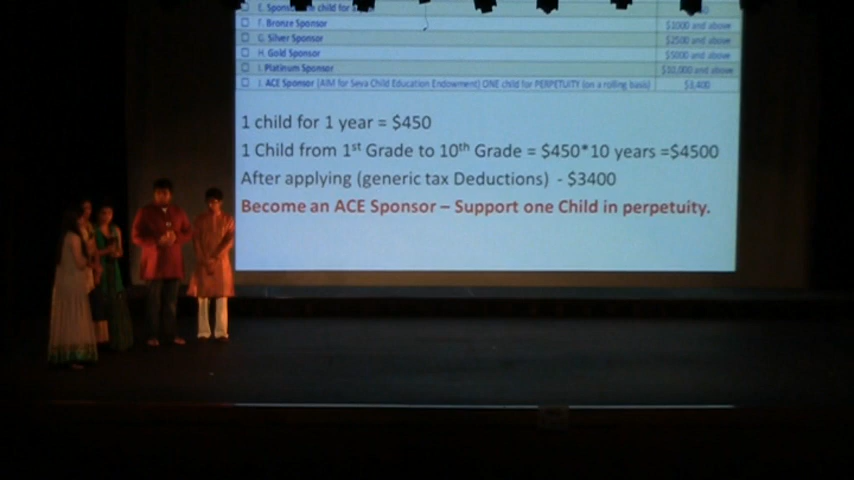 E. Spons child for
F. Bronze Sponsor $1000 and above
G. Silver Sponsor $2500 and above
H. Gold Sponsor $5000 and above
I. Platinum Sponsor $10,000 and above
J. ACE Sponsor (AIM for Seva Child Education Endowment) ONE child for PERPETUITY (on a rolling basis) $3,400
1 child for 1 year = $450
1 Child from 1st Grade to 10th Grade = $450*10 years =$4500
After applying (generic tax Deductions) - $3400
Become an ACE Sponsor – Support one Child in perpetuity.